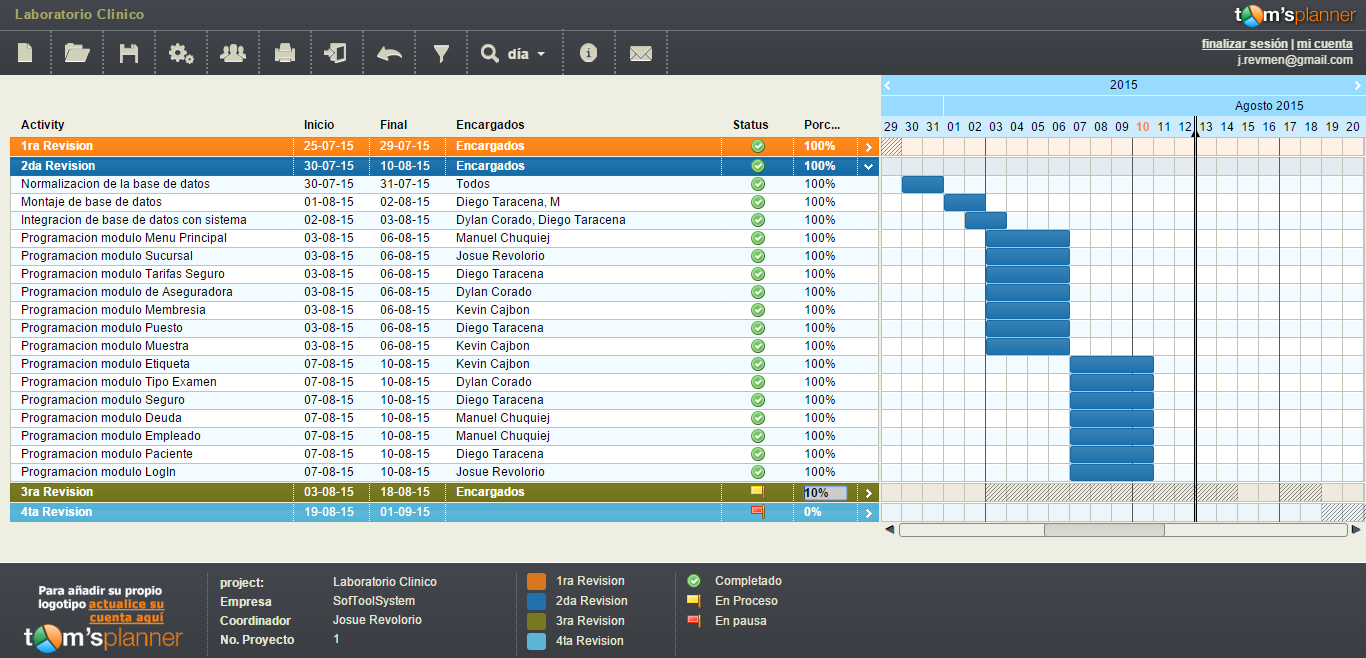 Laboratorio Clinico
tom'splanner
finalizar sesión | mi cuenta
j.revmen@gmail.com
día
2015
Agosto 2015
Activity Inicio Final Encargados Status Porc...
29 30 31 01 02 03 04 05 06 07 08 09 10 11 12 13 14 15 16 17 18 19 20
1ra Revision 25-07-15 29-07-15 Encargados 100%
2da Revision 30-07-15 10-08-15 Encargados 100%
Normalizacion de la base de datos 30-07-15 31-07-15 Todos 100%
Montaje de base de datos 01-08-15 02-08-15 Diego Taracena, M 100%
Integracion de base de datos con sistema 02-08-15 03-08-15 Dylan Corado, Diego Taracena 100%
Programacion modulo Menu Principal 03-08-15 06-08-15 Manuel Chuquiej 100%
Programacion modulo Sucursal 03-08-15 06-08-15 Josue Revolorio 100%
Programacion modulo Tarifas Seguro 03-08-15 06-08-15 Diego Taracena 100%
Programacion modulo de Aseguradora 03-08-15 06-08-15 Dylan Corado 100%
Programacion modulo Membresia 03-08-15 06-08-15 Kevin Cajbon 100%
Programacion modulo Puesto 03-08-15 06-08-15 Diego Taracena 100%
Programacion modulo Muestra 03-08-15 06-08-15 Kevin Cajbon 100%
Programacion modulo Etiqueta 07-08-15 10-08-15 Kevin Cajbon 100%
Programacion modulo Tipo Examen 07-08-15 10-08-15 Dylan Corado 100%
Programacion modulo Seguro 07-08-15 10-08-15 Diego Taracena 100%
Programacion modulo Deuda 07-08-15 10-08-15 Manuel Chuquiej 100%
Programacion modulo Empleado 07-08-15 10-08-15 Manuel Chuquiej 100%
Programacion modulo Paciente 07-08-15 10-08-15 Diego Taracena 100%
Programacion modulo LogIn 07-08-15 10-08-15 Josue Revolorio 100%
3ra Revision 03-08-15 18-08-15 Encargados 10%
4ta Revision 19-08-15 01-09-15 0%
Para añadir su propio
logotipo actualice su
cuenta aquí
tom'splanner
project: Laboratorio Clinico
Empresa SofToolSystem
Coordinador Josue Revolorio
No. Proyecto 1
1ra Revision
2da Revision
3ra Revision
4ta Revision
Completado
En Proceso
En pausa